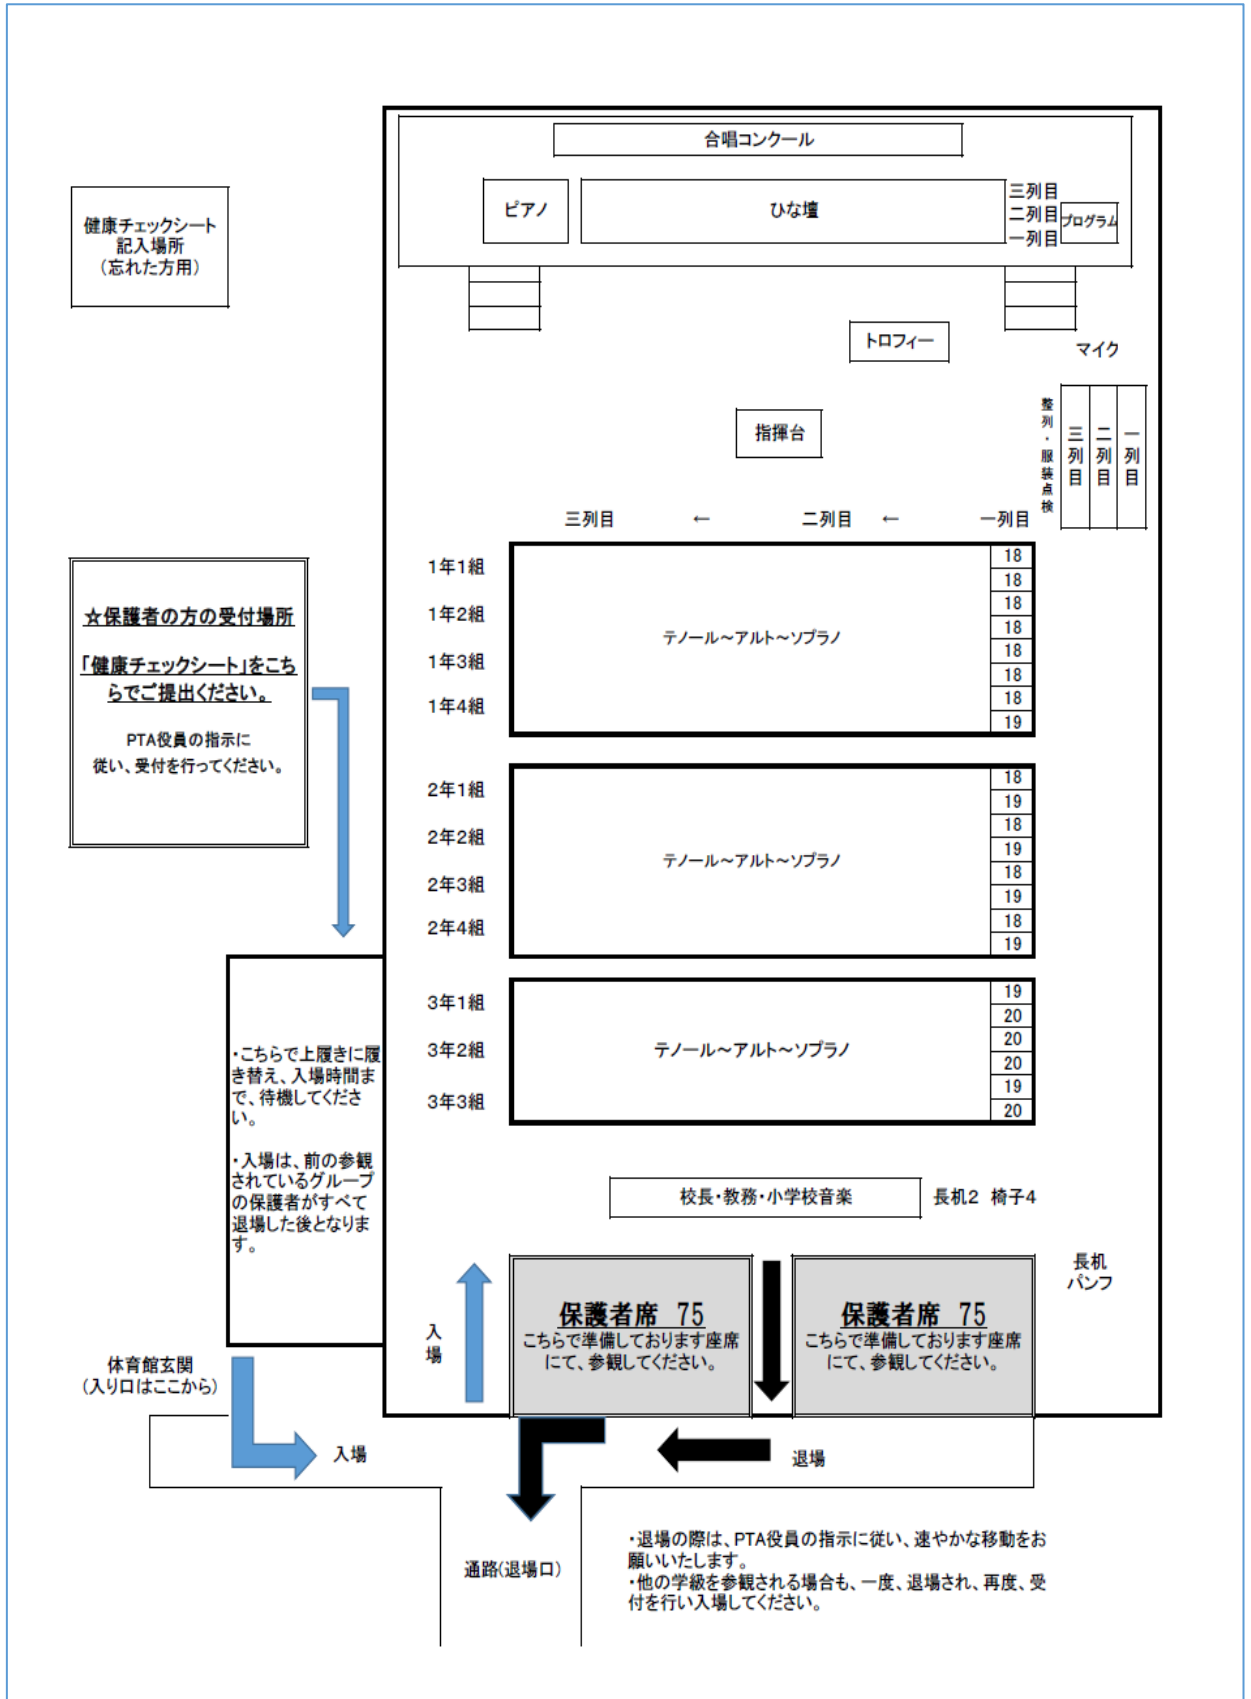 合唱コンクール
ピアノ
ひな壇
三列目
二列目
一列目
プログラム
健康チェックシート
記入場所
(忘れた方用)
トロフィー
マイク
指揮台
整列・服装点検
三列目
二列目
一列目
三列目 ← 二列目 ← 一列目
1年1組
1年2組
1年3組
1年4組
テノール～アルト～ソプラノ
18
18
18
18
18
18
18
19
☆保護者の方の受付場所
「健康チェックシート」をこち
らでご提出ください。
PTA役員の指示に
従い、受付を行ってください。
2年1組
2年2組
2年3組
2年4組
テノール～アルト～ソプラノ
18
19
18
19
18
19
18
19
3年1組
3年2組
3年3組
テノール～アルト～ソプラノ
19
20
20
20
19
20
・こちらで上履きに履
き替え、入場時間ま
で、待機してくださ
い。
・入場は、前の参観
されているグループ
の保護者がすべて
退場した後となりま
す。
校長・教務・小学校音楽
長机2 椅子4
長机
パンフ
入場
保護者席 75
こちらで準備しております座席
にて、参観してください。
保護者席 75
こちらで準備しております座席
にて、参観してください。
体育館玄関
(入り口はここから)
入場
退場
通路(退場口)
・退場の際は、PTA役員の指示に従い、速やかな移動をお
願いいたします。
・他の学級を参観される場合も、一度、退場され、再度、受
付を行い入場してください。